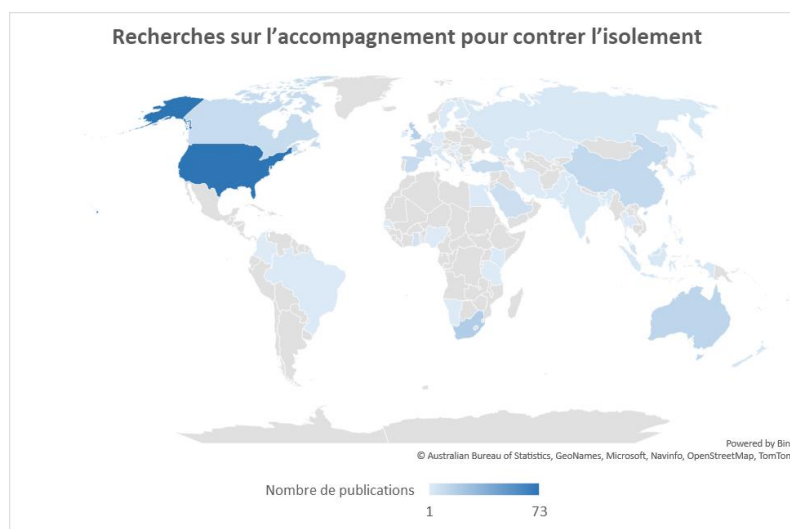 Recherches sur l’accompagnement pour contrer l’isolement
Powered by Bin
© Australian Bureau of Statistics, GeoNames, Microsoft, Navinfo, OpenStreetMap, TomTom
Nombre de publications
1 73